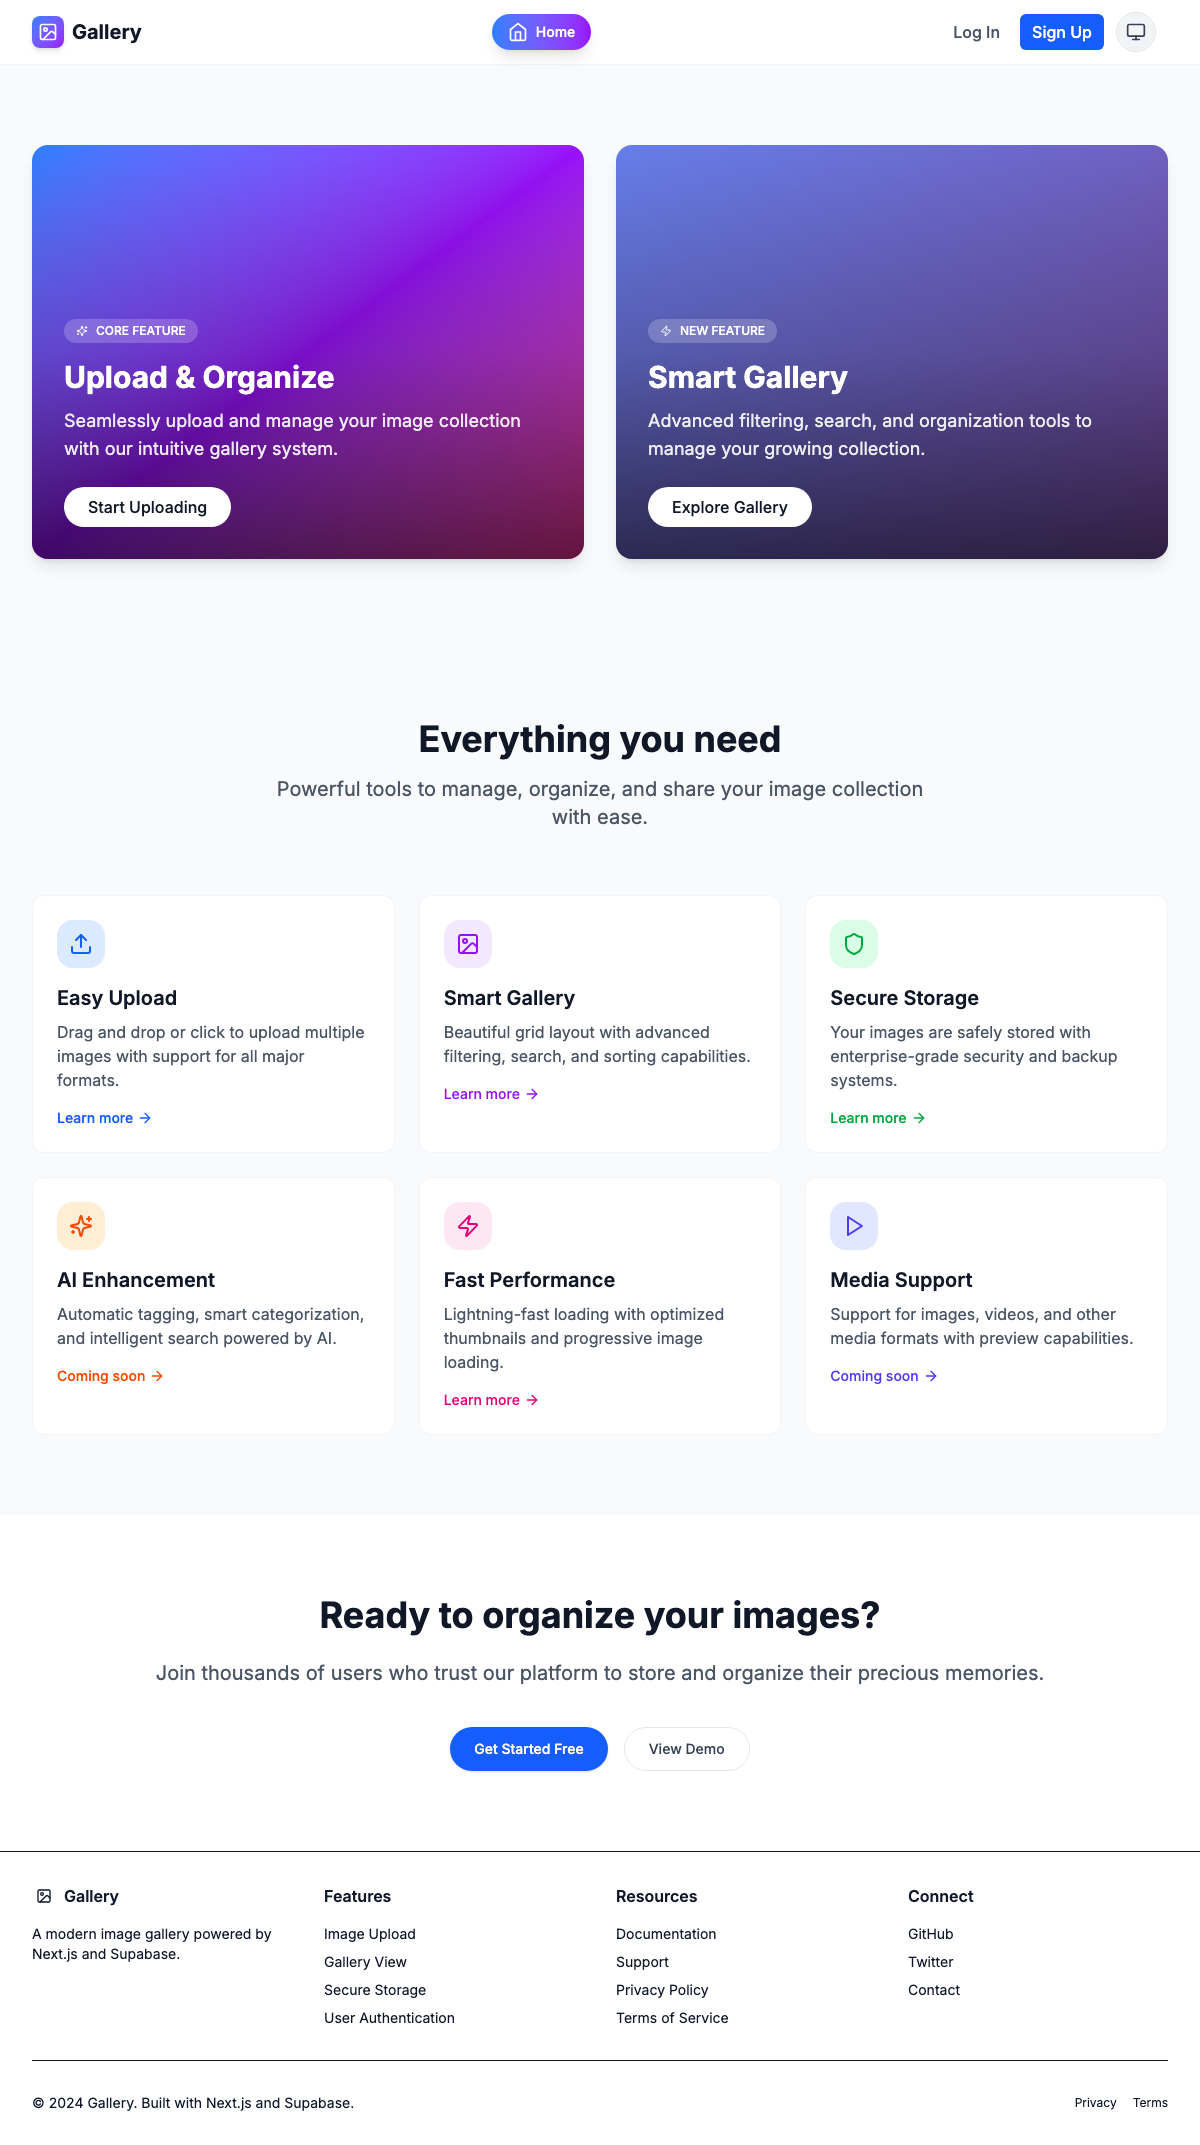 Gallery
Home
Log In
Sign Up
CORE FEATURE
Upload & Organize
Seamlessly upload and manage your image collection
with our intuitive gallery system.
Start Uploading
NEW FEATURE
Smart Gallery
Advanced filtering, search, and organization tools to
manage your growing collection.
Explore Gallery
Everything you need
Powerful tools to manage, organize, and share your image collection
with ease.
Easy Upload
Drag and drop or click to upload multiple
images with support for all major
formats.
Learn more
Smart Gallery
Beautiful grid layout with advanced
filtering, search, and sorting capabilities.
Learn more
Secure Storage
Your images are safely stored with
enterprise-grade security and backup
systems.
Learn more
AI Enhancement
Automatic tagging, smart categorization,
and intelligent search powered by AI.
Coming soon
Fast Performance
Lightning-fast loading with optimized
thumbnails and progressive image
loading.
Learn more
Media Support
Support for images, videos, and other
media formats with preview capabilities.
Coming soon
Ready to organize your images?
Join thousands of users who trust our platform to store and organize their precious memories.
Get Started Free
View Demo
Gallery
A modern image gallery powered by
Next.js and Supabase.
Features
Image Upload
Gallery View
Secure Storage
User Authentication
Resources
Documentation
Support
Privacy Policy
Terms of Service
Connect
GitHub
Twitter
Contact
© 2024 Gallery. Built with Next.js and Supabase.
Privacy
Terms